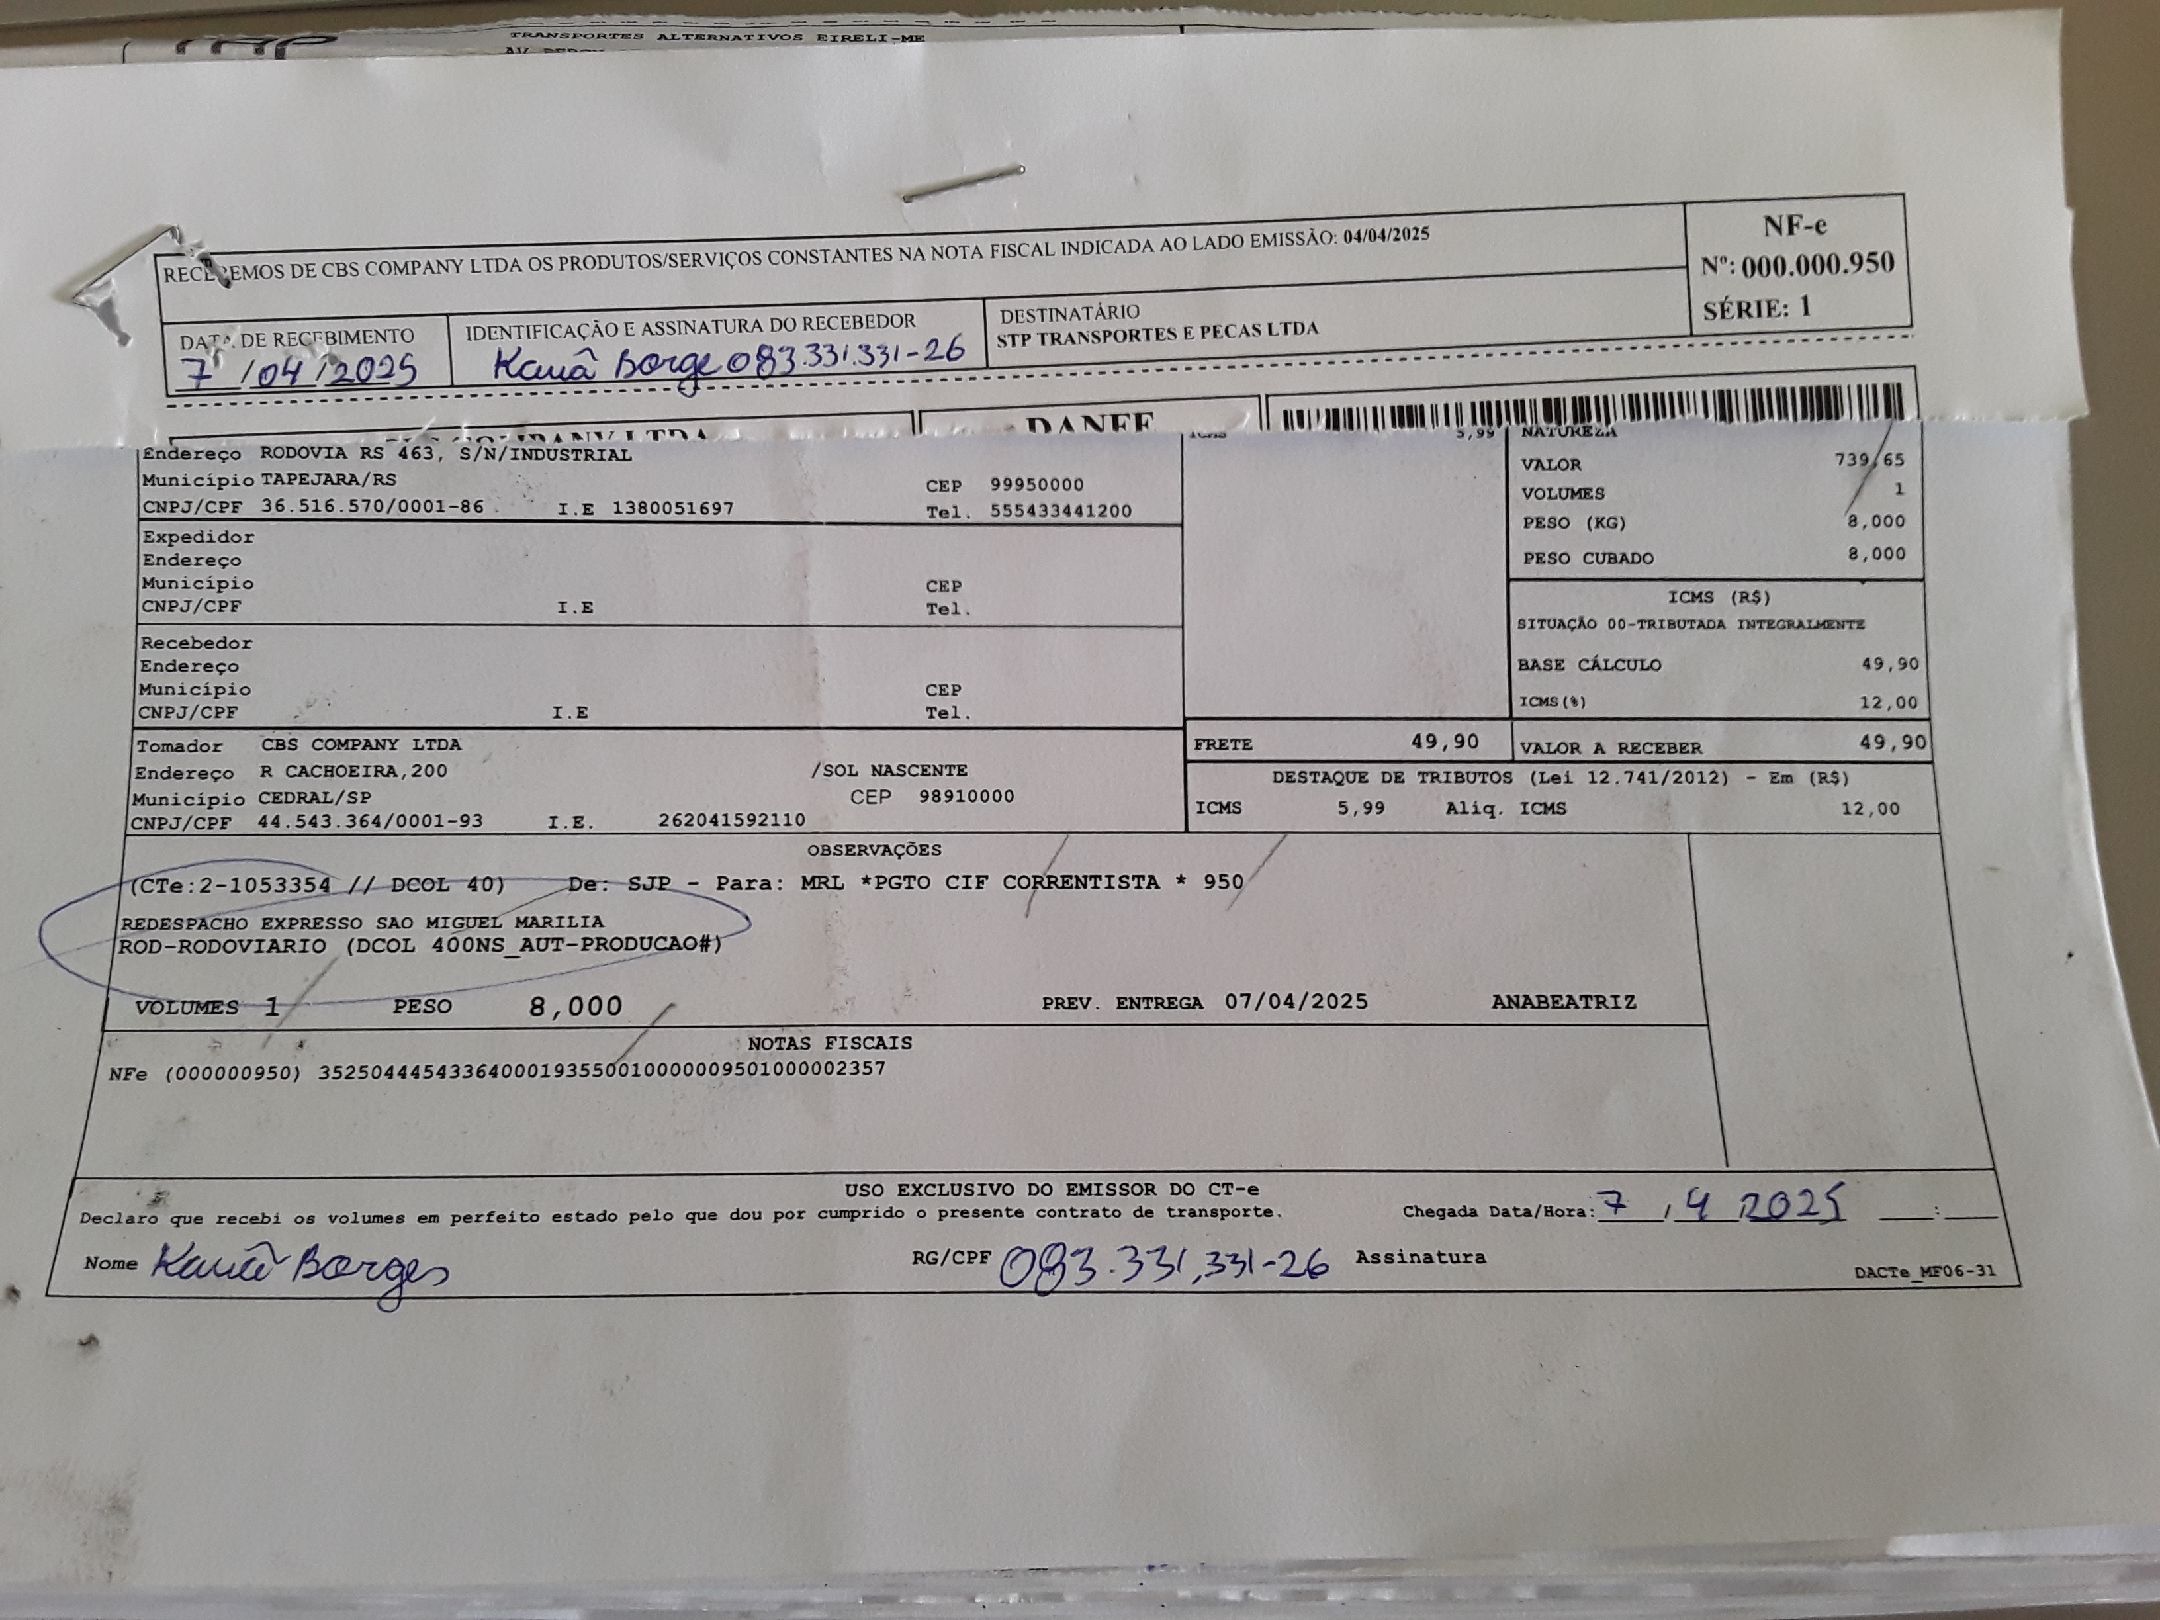 TRANSPORTES ALTERNATIVOS EIRELI-ME
RECEBEMOS DE CBS COMPANY LTDA OS PRODUTOS/SERVIÇOS CONSTANTES NA NOTA FISCAL INDICADA AO LADO EMISSÃO: 04/04/2025
NF-e
Nº: 000.000.950
SÉRIE: 1
DATA DE RECEBIMENTO
7 /04/2025
IDENTIFICAÇÃO E ASSINATURA DO RECEBEDOR
Kauã Borge 083.331.331-26
DESTINATÁRIO
STP TRANSPORTES E PECAS LTDA
COMPANY LTDA
DANFE
ICMS 5,99
NATUREZA
Endereço RODOVIA RS 463, S/N/INDUSTRIAL
Município TAPEJARA/RS CEP 99950000
CNPJ/CPF 36.516.570/0001-86 I.E 1380051697 Tel. 555433441200
VALOR 739,65
VOLUMES 1
PESO (KG) 8,000
PESO CUBADO 8,000
Expedidor
Endereço
Município CEP
CNPJ/CPF I.E Tel.
ICMS (R$)
SITUAÇÃO 00-TRIBUTADA INTEGRALMENTE
BASE CÁLCULO 49,90
ICMS(%) 12,00
Recebedor
Endereço
Município CEP
CNPJ/CPF I.E Tel.
FRETE 49,90 VALOR A RECEBER 49,90
Tomador CBS COMPANY LTDA
Endereço R CACHOEIRA,200 /SOL NASCENTE
Município CEDRAL/SP CEP 98910000
CNPJ/CPF 44.543.364/0001-93 I.E. 262041592110
DESTAQUE DE TRIBUTOS (Lei 12.741/2012) - Em (R$)
ICMS 5,99 Aliq. ICMS 12,00
OBSERVAÇÕES
(CTe:2-1053354 // DCOL 40) De: SJP - Para: MRL *PGTO CIF CORRENTISTA * 950
REDESPACHO EXPRESSO SAO MIGUEL MARILIA
ROD-RODOVIARIO (DCOL 400NS_AUT-PRODUCAO#)
VOLUMES 1 PESO 8,000 PREV. ENTREGA 07/04/2025 ANABEATRIZ
NOTAS FISCAIS
NFe (000000950) 35250444543364000193550010000009501000002357
USO EXCLUSIVO DO EMISSOR DO CT-e
Declaro que recebi os volumes em perfeito estado pelo que dou por cumprido o presente contrato de transporte. Chegada Data/Hora: 7 / 4 /2025 __:__
Nome Kauã Borges RG/CPF 083.331,331-26 Assinatura
DACTe_MF06-31